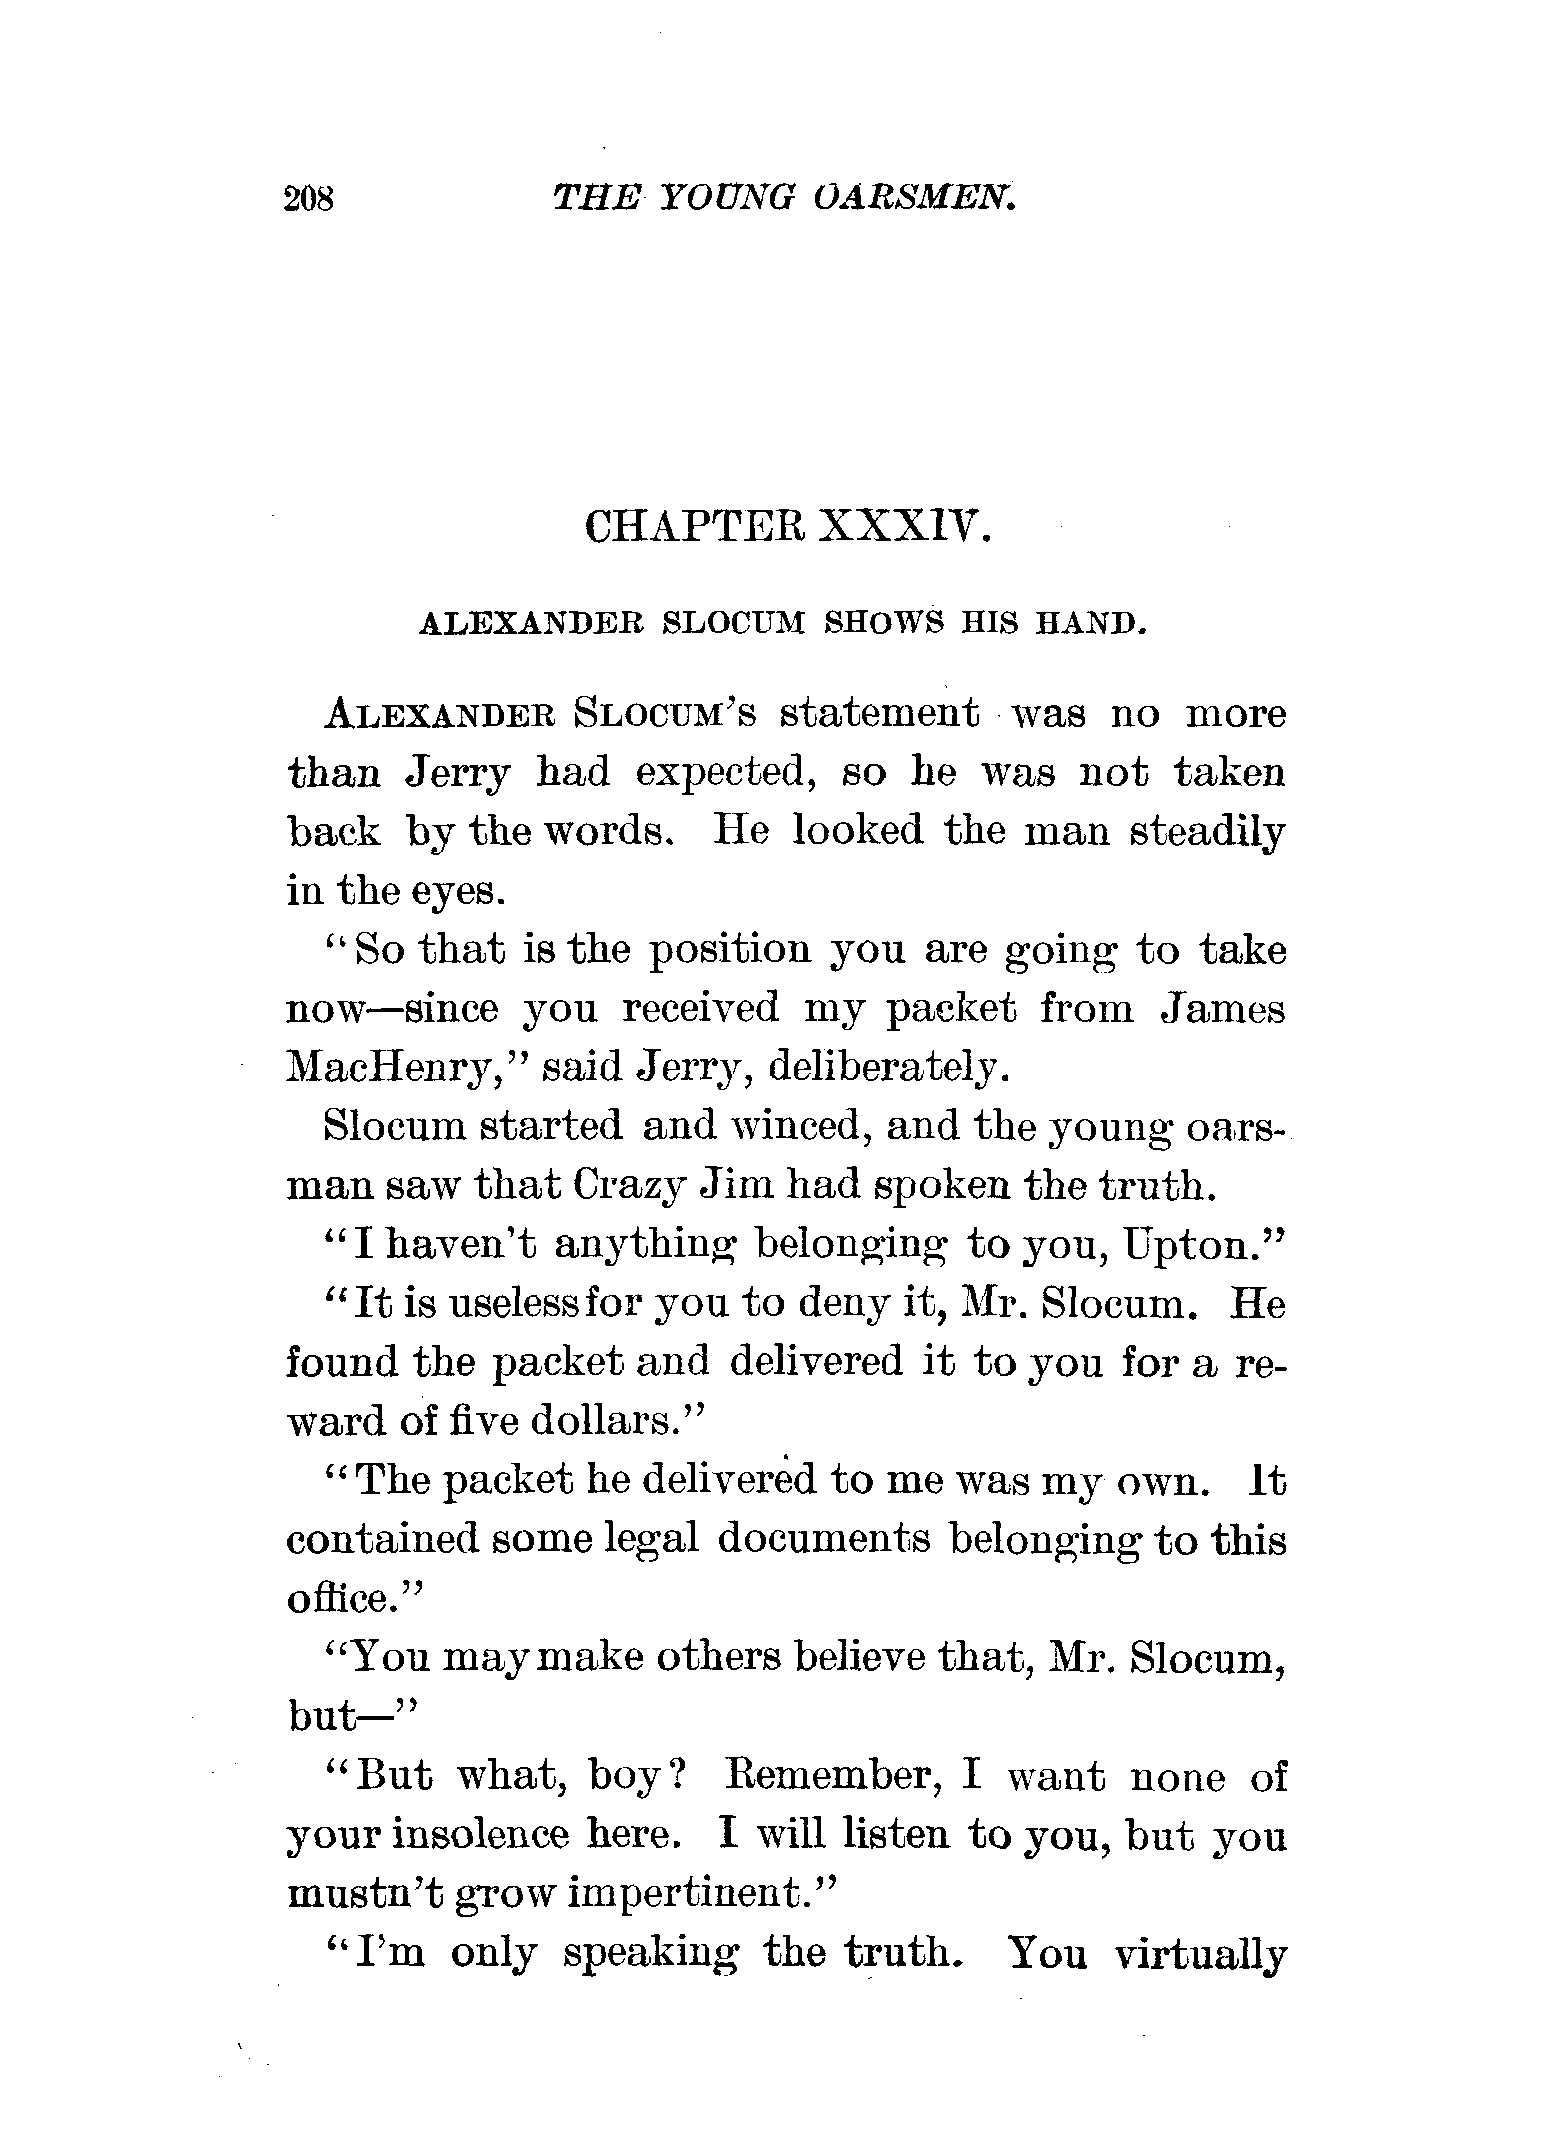 208 THE YOUNG OARSMEN.
CHAPTER XXXIV.
ALEXANDER SLOCUM SHOWS HIS HAND.
ALEXANDER SLOCUM'S statement was no more
than Jerry had expected, so he was not taken
back by the words. He looked the man steadily
in the eyes.
"So that is the position you are going to take
now—since you received my packet from James
MacHenry," said Jerry, deliberately.
Slocum started and winced, and the young oars-
man saw that Crazy Jim had spoken the truth.
"I haven't anything belonging to you, Upton."
"It is useless for you to deny it, Mr. Slocum. He
found the packet and delivered it to you for a re-
ward of five dollars."
"The packet he delivered to me was my own. It
contained some legal documents belonging to this
office."
"You may make others believe that, Mr. Slocum,
but—"
"But what, boy? Remember, I want none of
your insolence here. I will listen to you, but you
mustn't grow impertinent."
"I'm only speaking the truth. You virtually